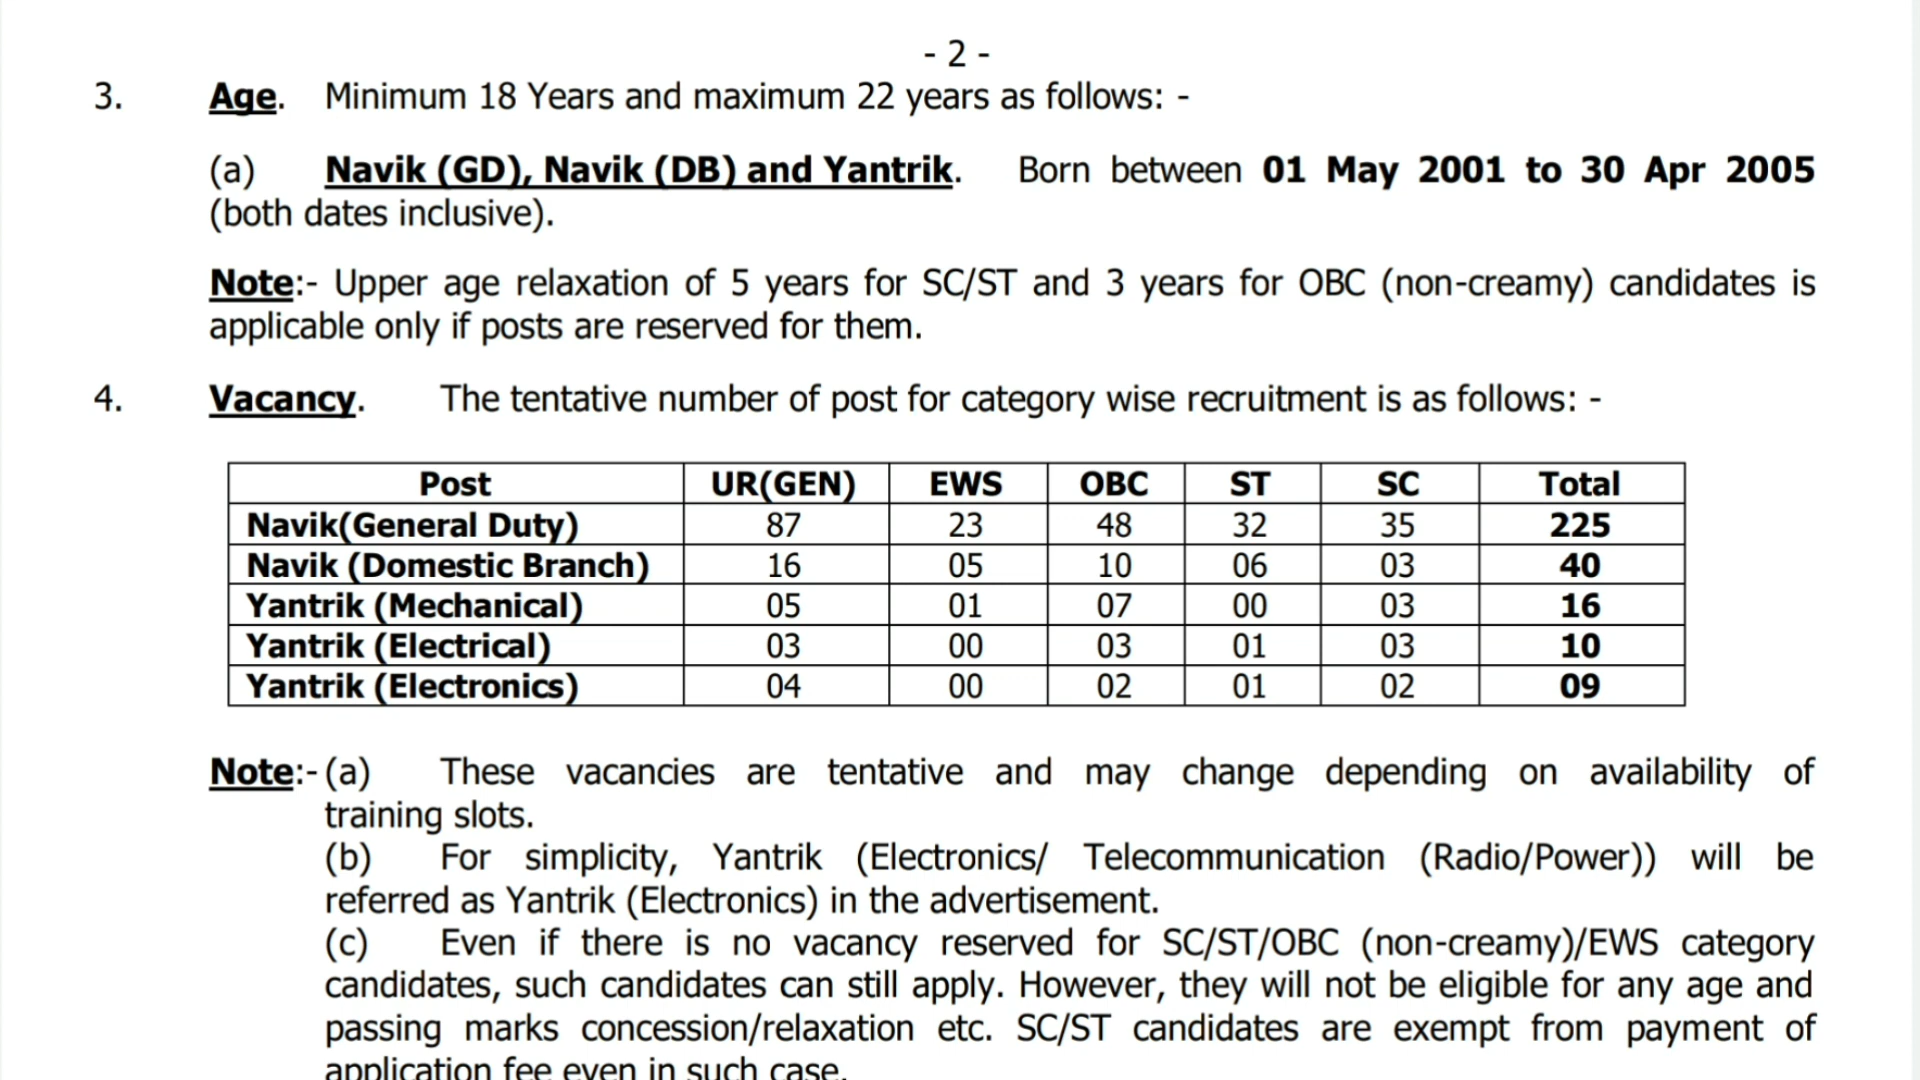 - 2 -
3. Age. Minimum 18 Years and maximum 22 years as follows: -
(a) Navik (GD), Navik (DB) and Yantrik. Born between 01 May 2001 to 30 Apr 2005
(both dates inclusive).
Note:- Upper age relaxation of 5 years for SC/ST and 3 years for OBC (non-creamy) candidates is
applicable only if posts are reserved for them.
4. Vacancy. The tentative number of post for category wise recruitment is as follows: -
Post UR(GEN) EWS OBC ST SC Total
Navik(General Duty) 87 23 48 32 35 225
Navik (Domestic Branch) 16 05 10 06 03 40
Yantrik (Mechanical) 05 01 07 00 03 16
Yantrik (Electrical) 03 00 03 01 03 10
Yantrik (Electronics) 04 00 02 01 02 09
Note:- (a) These vacancies are tentative and may change depending on availability of
training slots.
(b) For simplicity, Yantrik (Electronics/ Telecommunication (Radio/Power)) will be
referred as Yantrik (Electronics) in the advertisement.
(c) Even if there is no vacancy reserved for SC/ST/OBC (non-creamy)/EWS category
candidates, such candidates can still apply. However, they will not be eligible for any age and
passing marks concession/relaxation etc. SC/ST candidates are exempt from payment of
application fee even in such case.